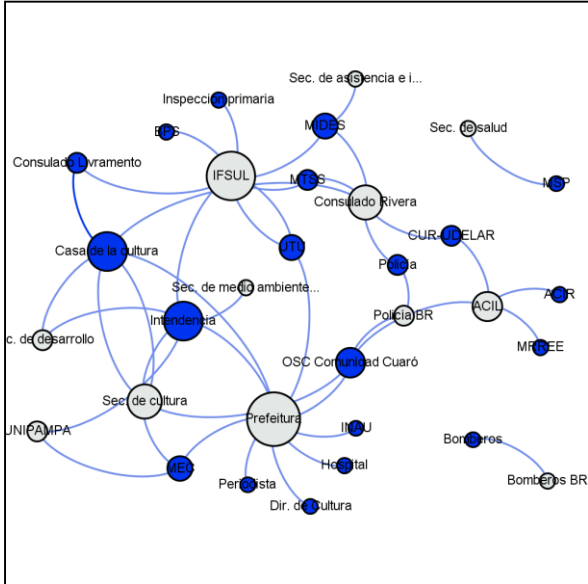 Sec. de asistencia e i...
Inspeccion primaria
MIDES
Sec. de salud
BPS
Consulado Livramento
IFSUL
MTSS
MSP
Consulado Rivera
CUR-UDELAR
Casa de la cultura
UTU
Policia
Sec. de medio ambiente...
ACIR
ACIL
Intendencia
Policia BR
c. de desarrollo
MRREE
OSC Comunidad Cuaró
Sec. de cultura
Prefeitura
UNIPAMPA
INAU
Bomberos
MEC
Hospital
Periodista
Bomberos BR
Dir. de Cultura